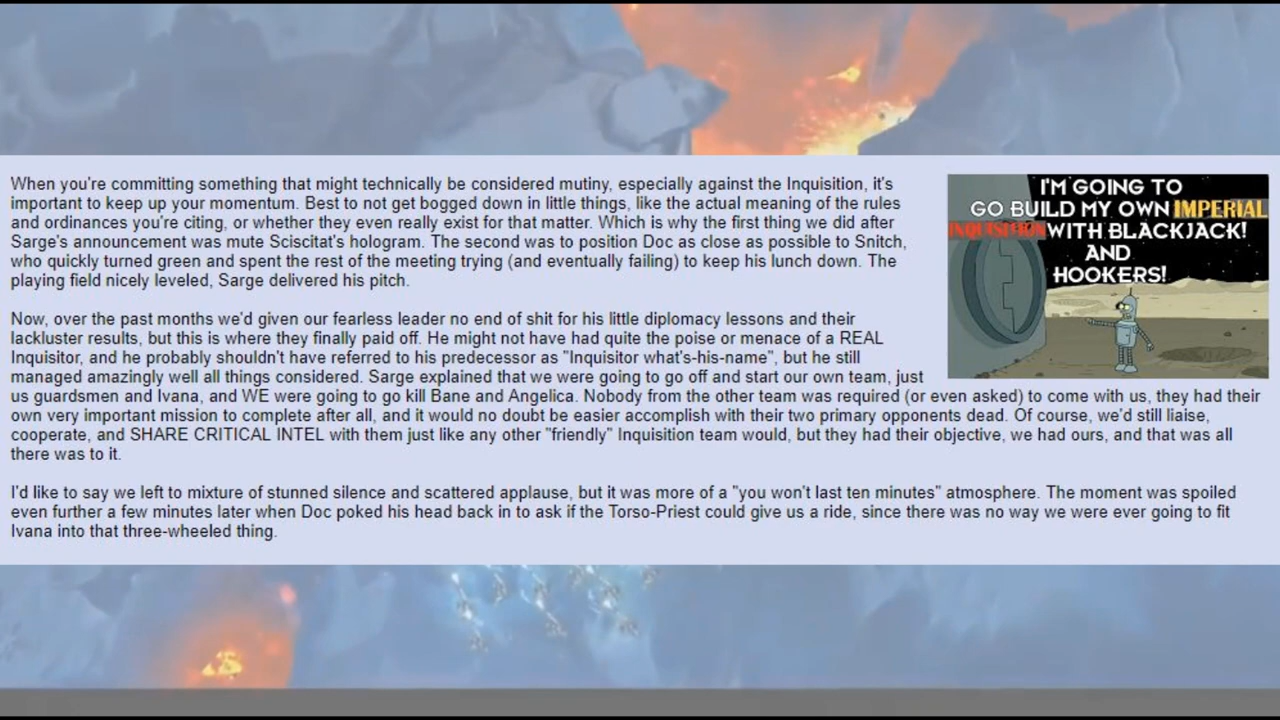 When you're committing something that might technically be considered mutiny, especially against the Inquisition, it's
important to keep up your momentum. Best to not get bogged down in little things, like the actual meaning of the rules
and ordinances you're citing, or whether they even really exist for that matter. Which is why the first thing we did after
Sarge's announcement was mute Sciscitat's hologram. The second was to position Doc as close as possible to Snitch,
who quickly turned green and spent the rest of the meeting trying (and eventually failing) to keep his lunch down. The
playing field nicely leveled, Sarge delivered his pitch.
I'M GOING TO
GO BUILD MY OWN IMPERIAL
INQUISITION WITH BLACKJACK!
AND
HOOKERS!
Now, over the past months we'd given our fearless leader no end of shit for his little diplomacy lessons and their
lackluster results, but this is where they finally paid off. He might not have had quite the poise or menace of a REAL
Inquisitor, and he probably shouldn't have referred to his predecessor as "Inquisitor what's-his-name", but he still
managed amazingly well all things considered. Sarge explained that we were going to go off and start our own team, just
us guardsmen and Ivana, and WE were going to go kill Bane and Angelica. Nobody from the other team was required (or even asked) to come with us, they had their
own very important mission to complete after all, and it would no doubt be easier accomplish with their two primary opponents dead. Of course, we'd still liaise,
cooperate, and SHARE CRITICAL INTEL with them just like any other "friendly" Inquisition team would, but they had their objective, we had ours, and that was all
there was to it.
I'd like to say we left to mixture of stunned silence and scattered applause, but it was more of a "you won't last ten minutes" atmosphere. The moment was spoiled
even further a few minutes later when Doc poked his head back in to ask if the Torso-Priest could give us a ride, since there was no way we were ever going to fit
Ivana into that three-wheeled thing.